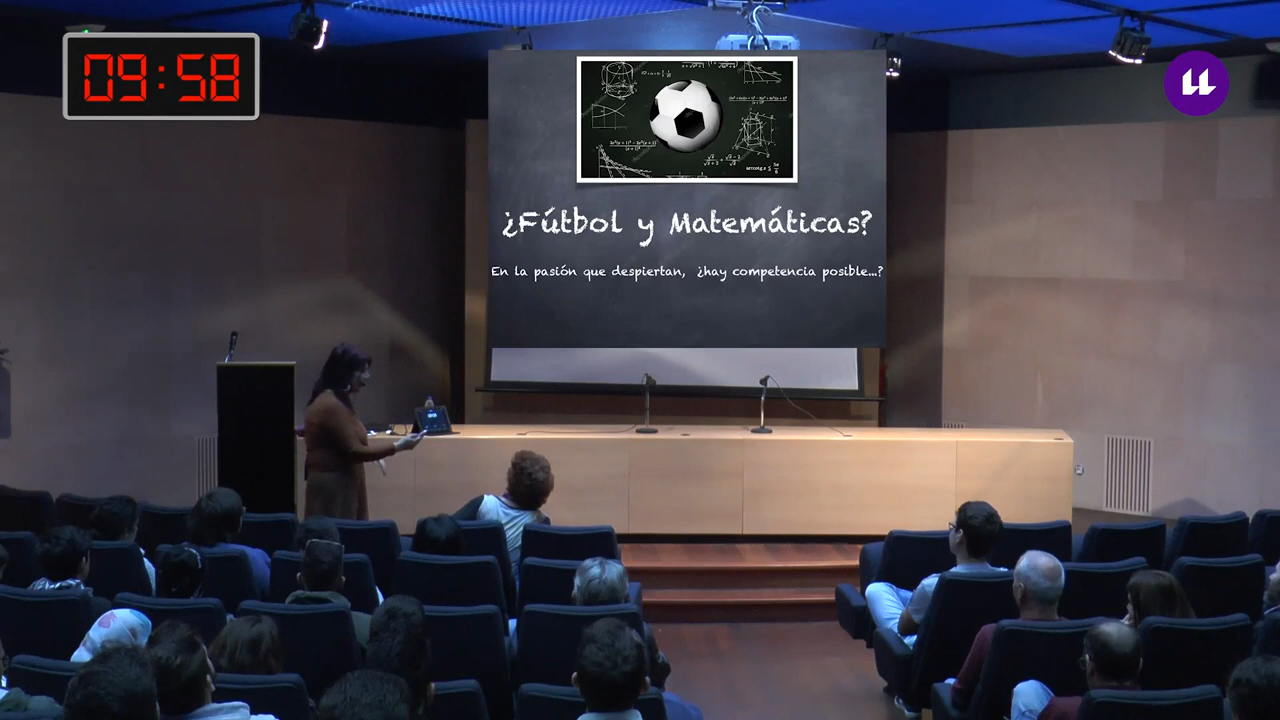 09:58
¿Fútbol y Matemáticas?
En la pasión que despiertan, ¿hay competencia posible...?